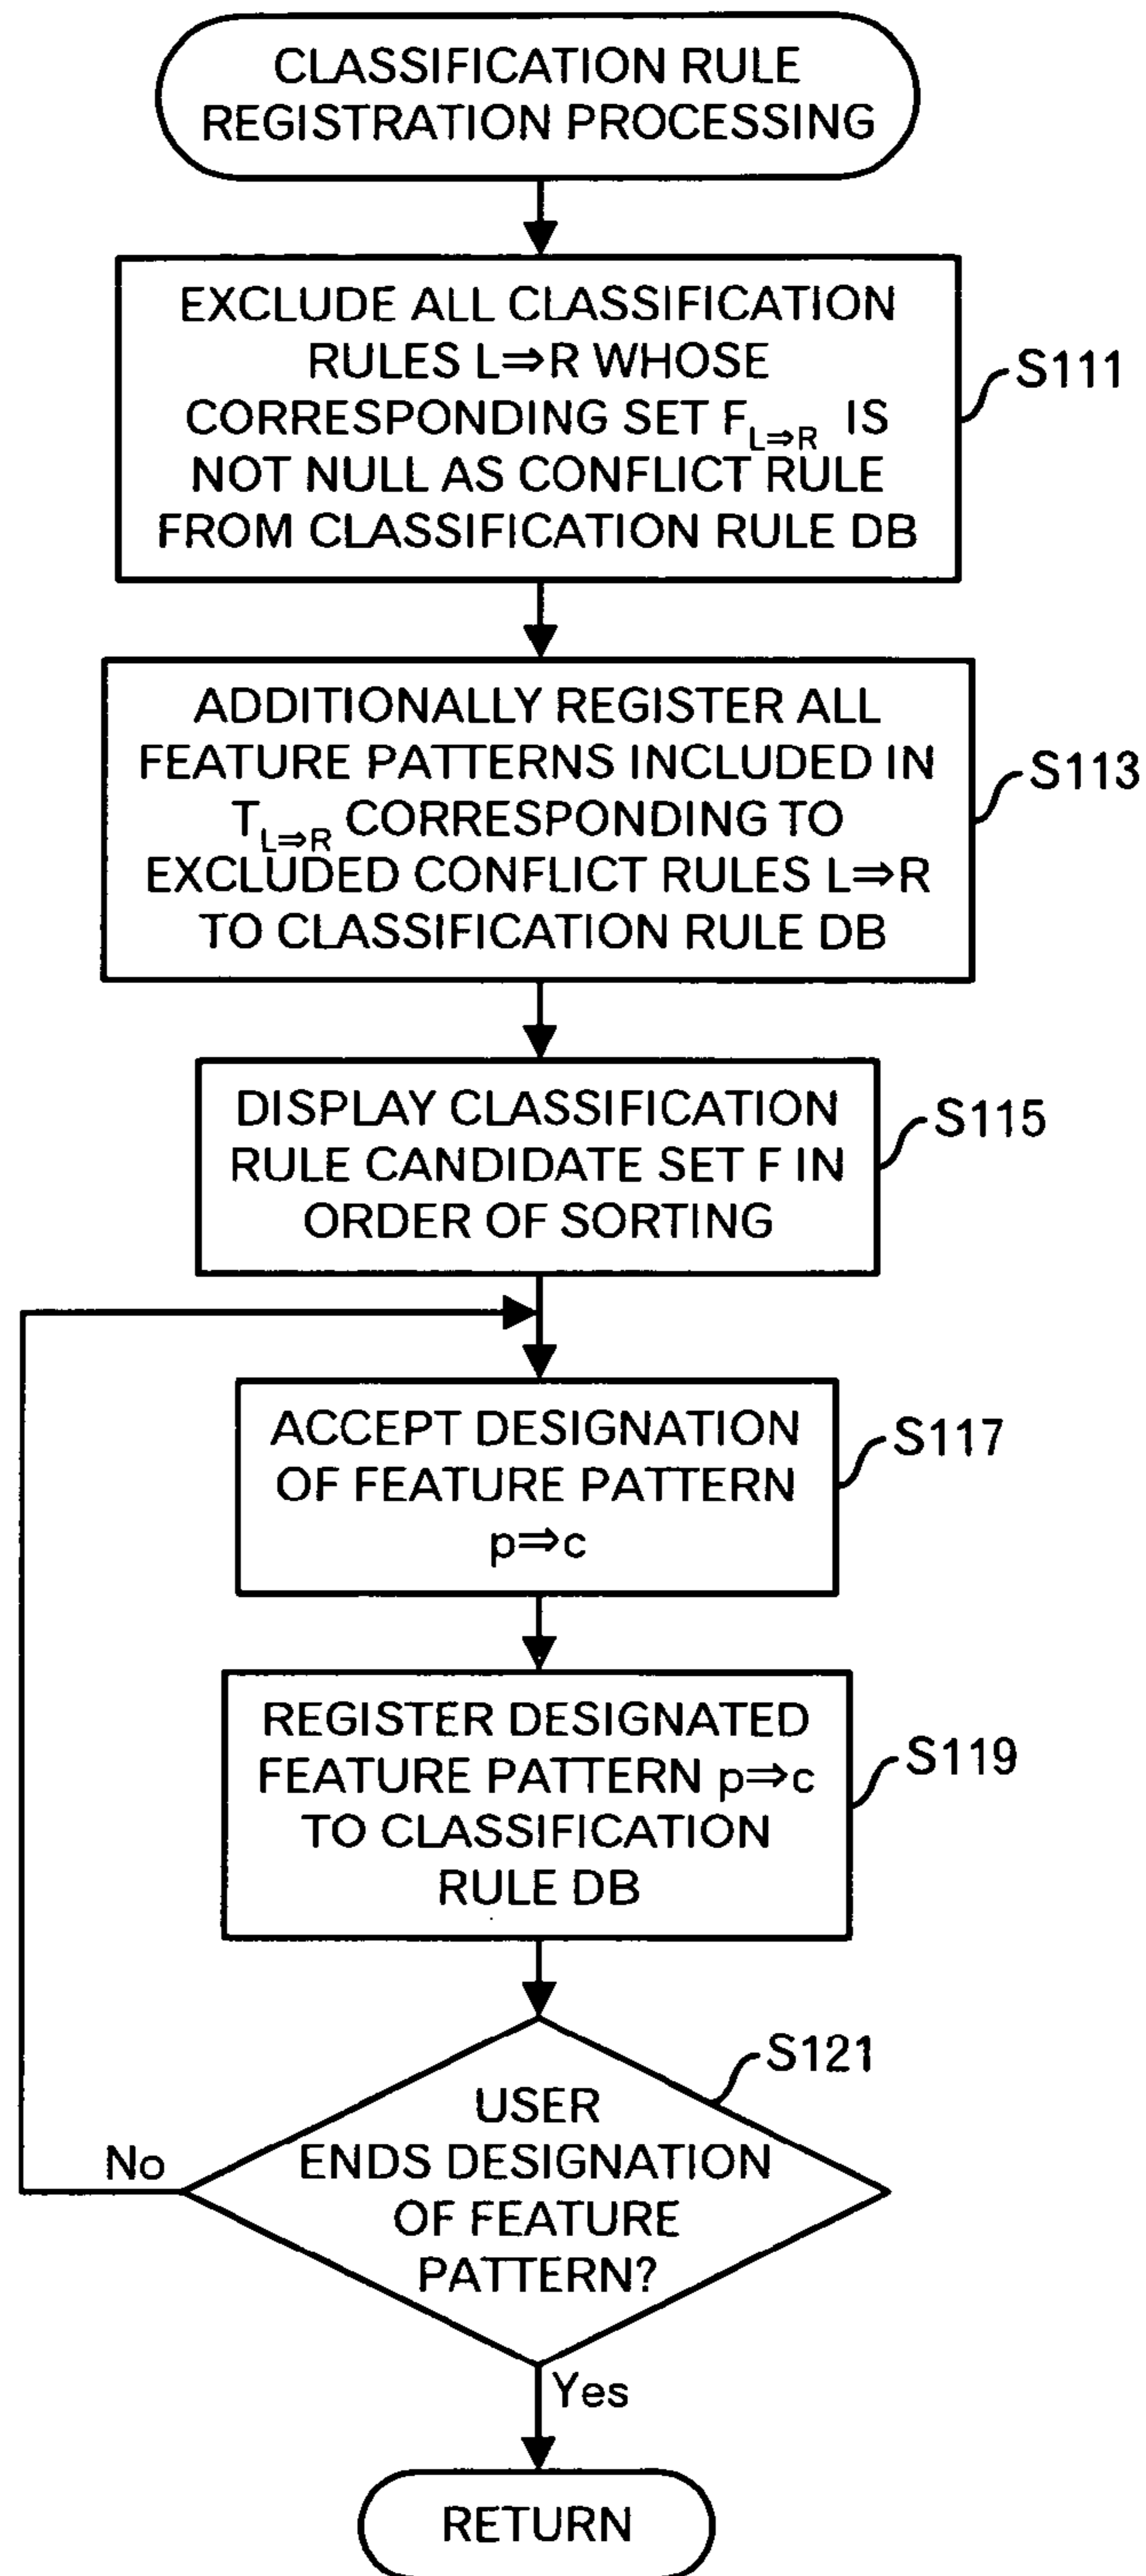 CLASSIFICATION RULE
REGISTRATION PROCESSING
EXCLUDE ALL CLASSIFICATION
RULES L⇒R WHOSE
CORRESPONDING SET F_{L⇒R} IS
NOT NULL AS CONFLICT RULE
FROM CLASSIFICATION RULE DB
S111
ADDITIONALLY REGISTER ALL
FEATURE PATTERNS INCLUDED IN
T_{L⇒R} CORRESPONDING TO
EXCLUDED CONFLICT RULES L⇒R
TO CLASSIFICATION RULE DB
S113
DISPLAY CLASSIFICATION
RULE CANDIDATE SET F IN
ORDER OF SORTING
S115
ACCEPT DESIGNATION
OF FEATURE PATTERN
p⇒c
S117
REGISTER DESIGNATED
FEATURE PATTERN p⇒c
TO CLASSIFICATION
RULE DB
S119
USER
ENDS DESIGNATION
OF FEATURE
PATTERN?
S121
No
Yes
RETURN